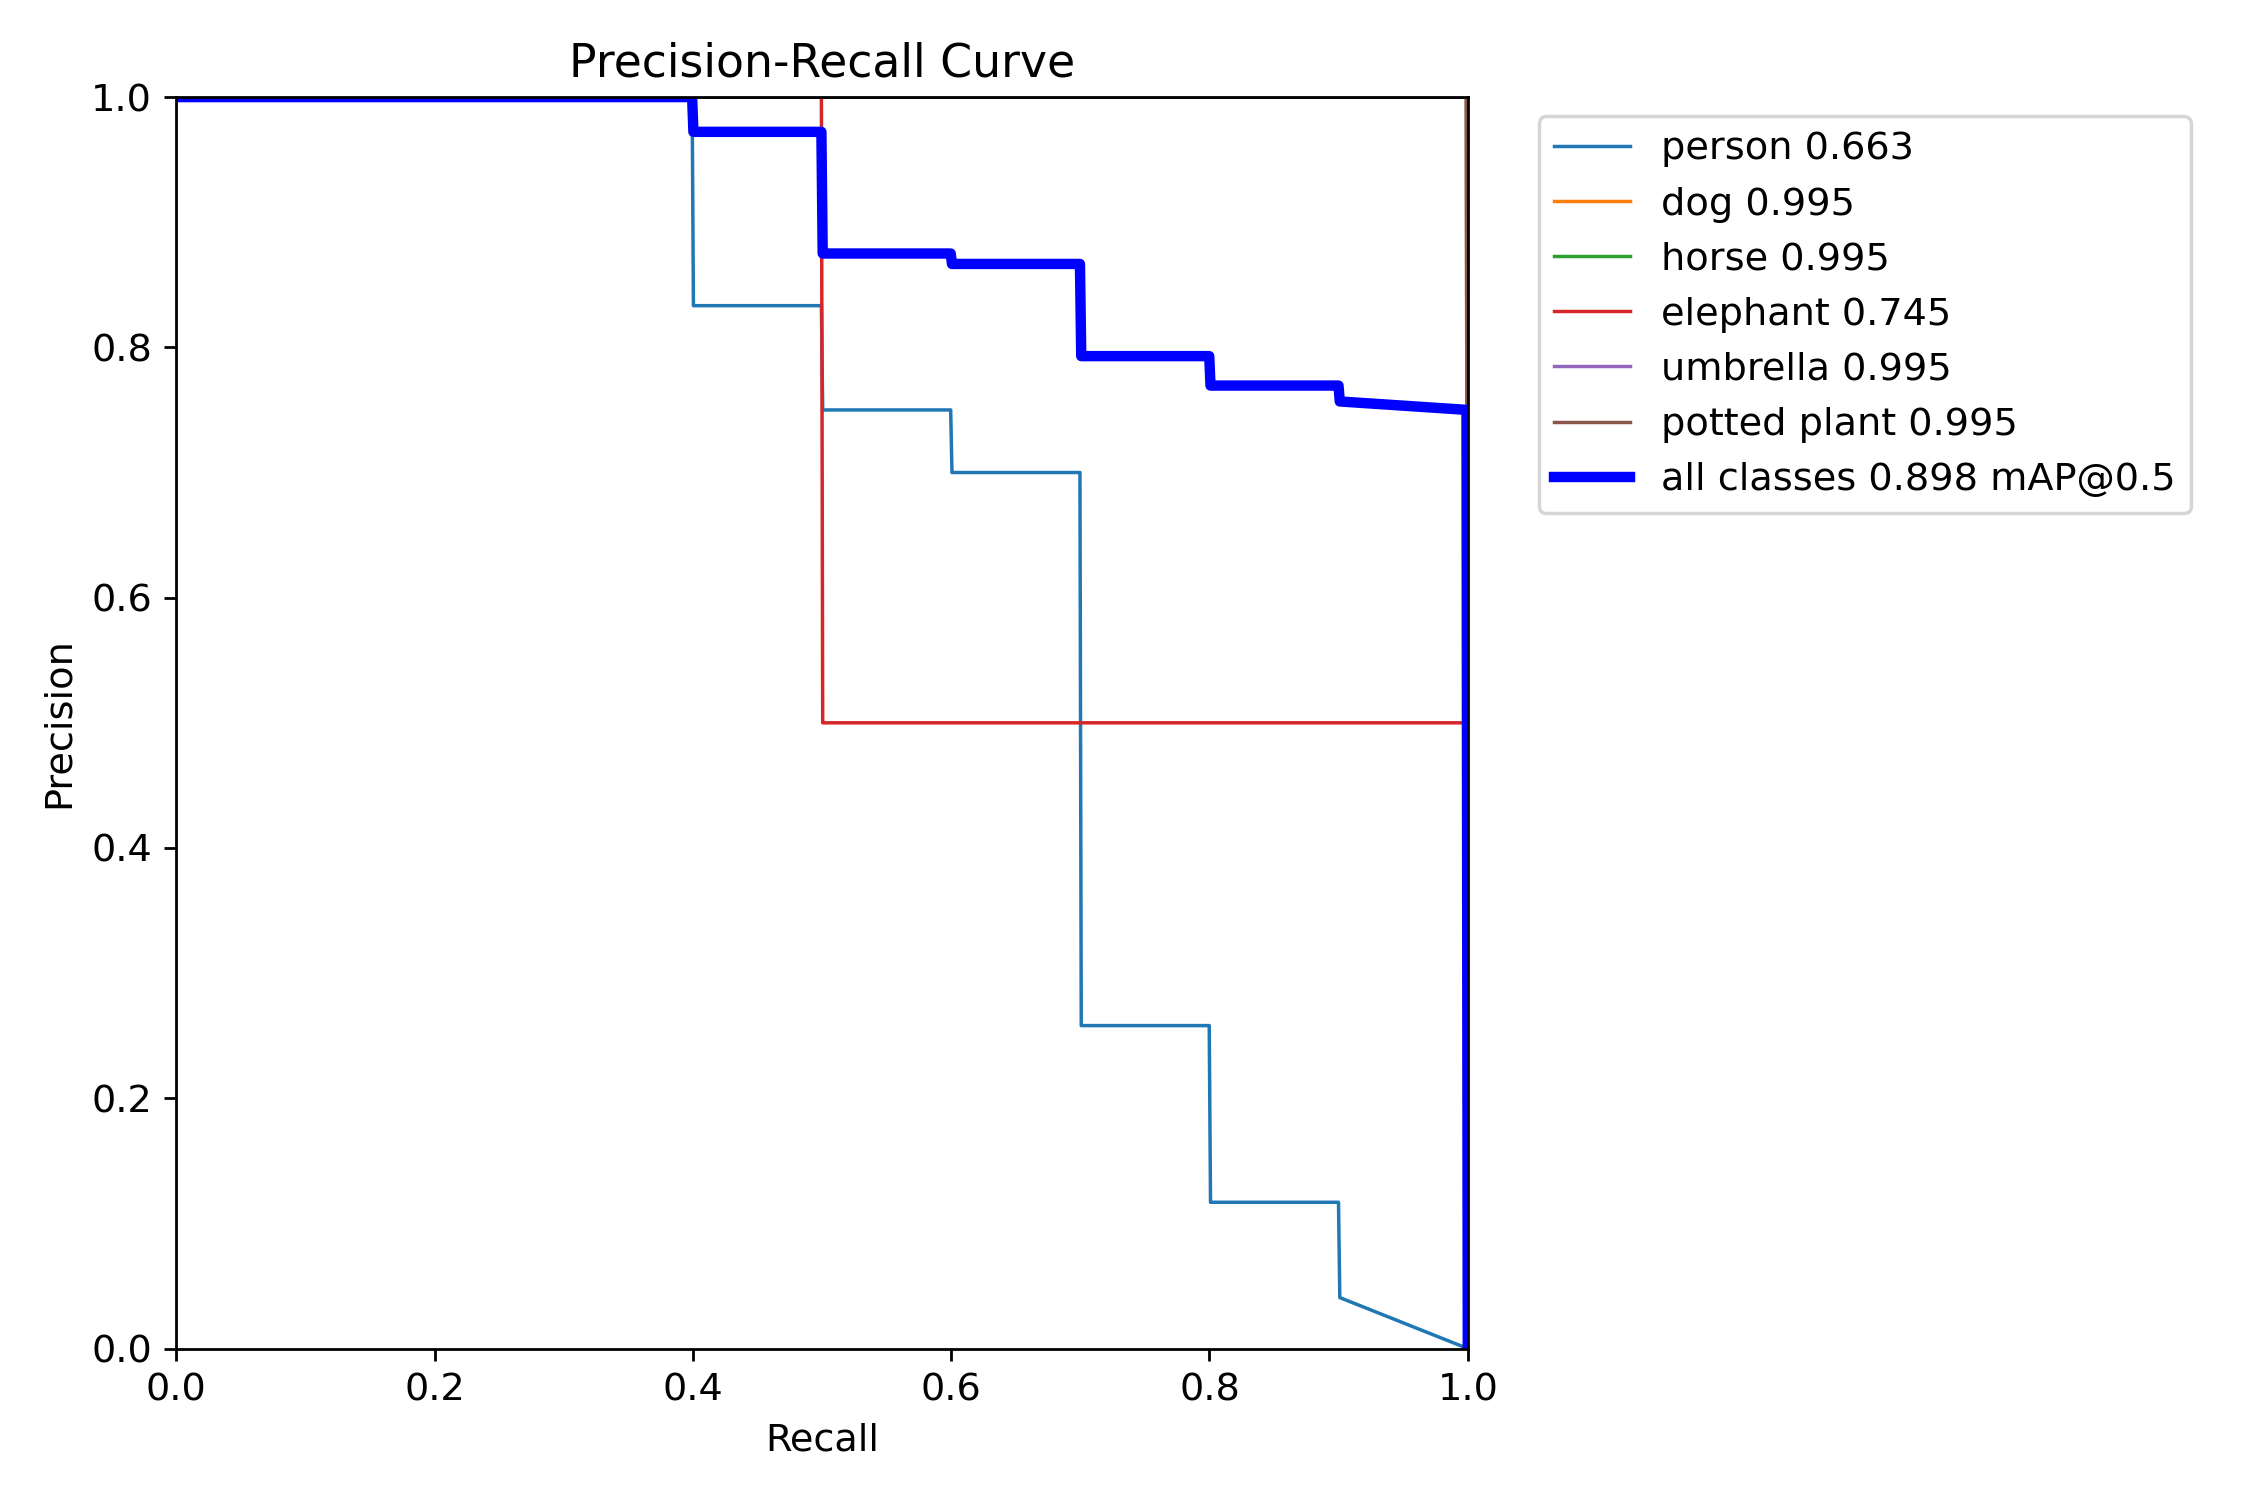 Precision-Recall Curve
1.0
0.8
0.6
0.4
0.2
0.0
Precision
0.0 0.2 0.4 0.6 0.8 1.0
Recall
person 0.663
dog 0.995
horse 0.995
elephant 0.745
umbrella 0.995
potted plant 0.995
all classes 0.898 mAP@0.5